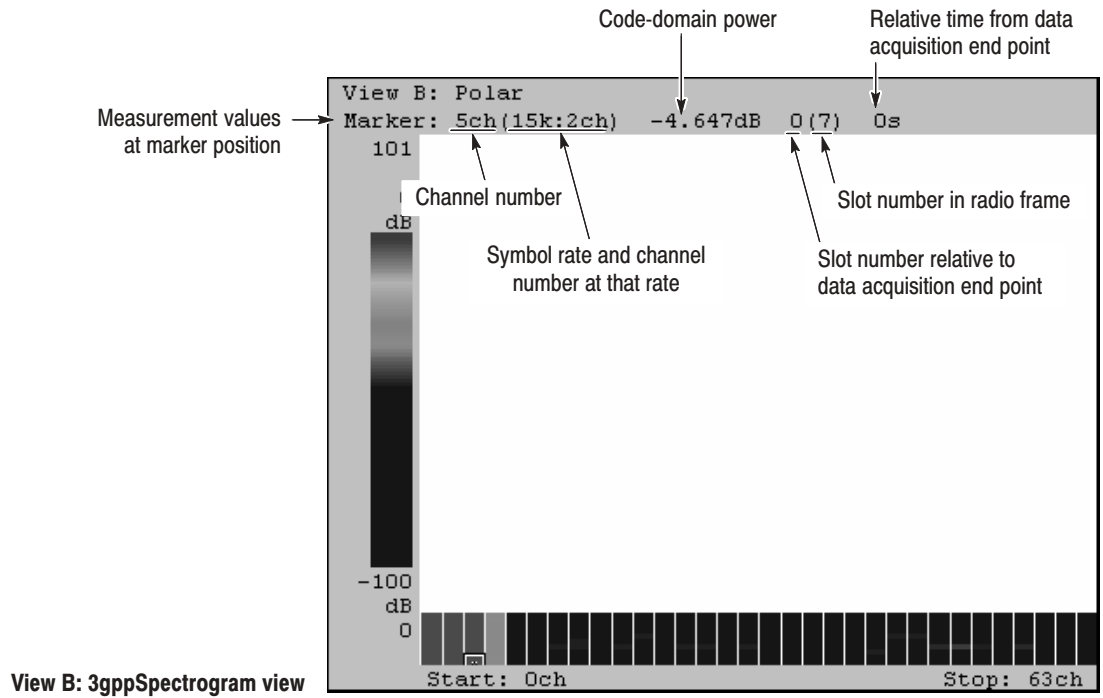 Code-domain power
Relative time from data
acquisition end point
Measurement values
at marker position
View B: Polar
Marker: 5ch(15k:2ch) -4.647dB 0(7) 0s
101
Channel number
dB
Slot number in radio frame
Symbol rate and channel
number at that rate
Slot number relative to
data acquisition end point
-100
dB
0
Start: 0ch
Stop: 63ch
View B: 3gppSpectrogram view